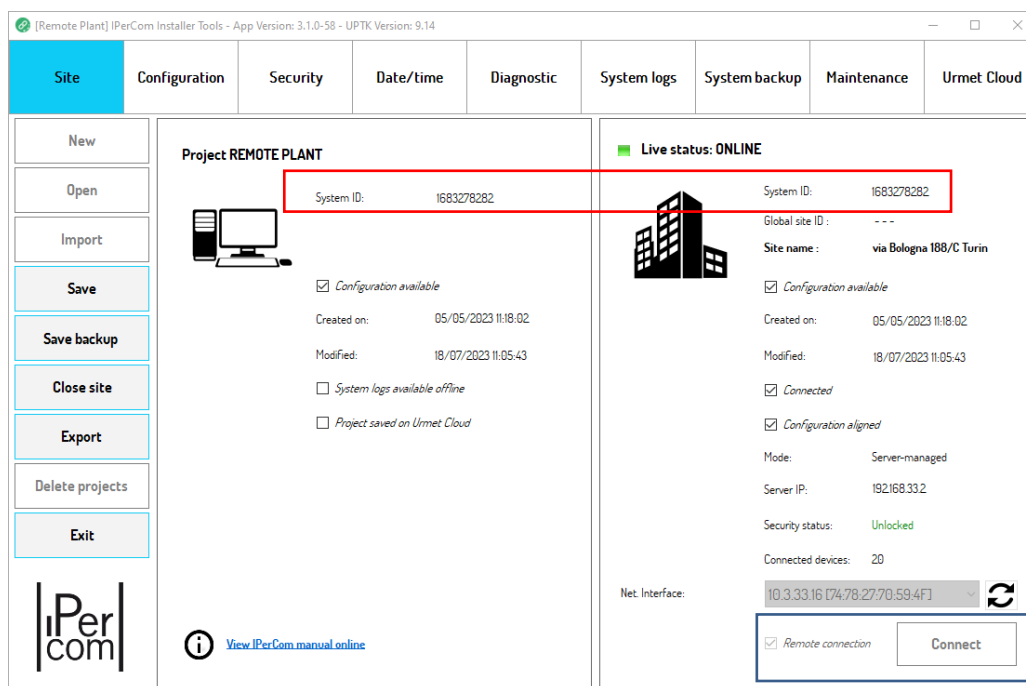 [Remote Plant] IPerCom Installer Tools - App Version: 3.1.0-58 - UPTK Version: 9.14
Site Configuration Security Date/time Diagnostic System logs System backup Maintenance Urmet Cloud
New
Open
Import
Save
Save backup
Close site
Export
Delete projects
Exit
IPer
com
Project REMOTE PLANT
System ID: 1683278282
Configuration available
Created on: 05/05/2023 11:18:02
Modified: 18/07/2023 11:05:43
System logs available offline
Project saved on Urmet Cloud
View IPerCom manual online
Live status: ONLINE
System ID: 1683278282
Global site ID : - - -
Site name : via Bologna 188/C Turin
Configuration available
Created on: 05/05/2023 11:18:02
Modified: 18/07/2023 11:05:43
Connected
Configuration aligned
Mode: Server-managed
Server IP: 192.168.33.2
Security status: Unlocked
Connected devices: 20
Net. Interface: 10.3.33.16 [74:78:27:70:59:4F]
Remote connection Connect